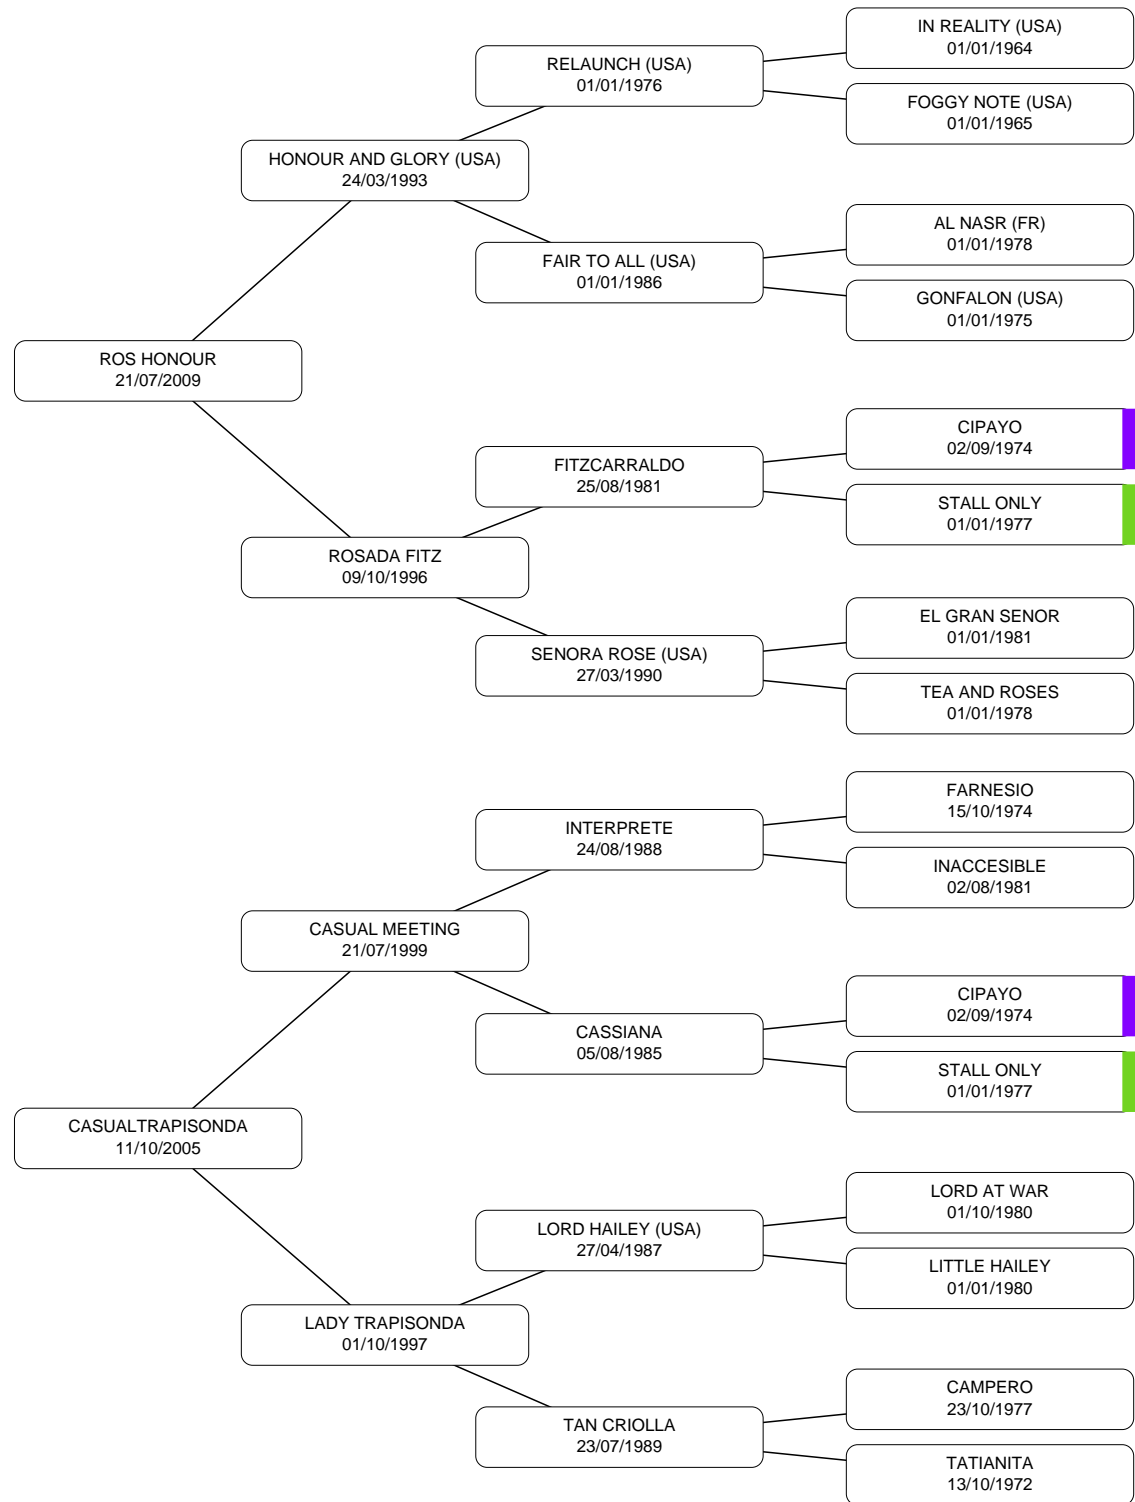 IN REALITY (USA)
01/01/1964
RELAUNCH (USA)
01/01/1976
FOGGY NOTE (USA)
01/01/1965
HONOUR AND GLORY (USA)
24/03/1993
AL NASR (FR)
01/01/1978
FAIR TO ALL (USA)
01/01/1986
GONFALON (USA)
01/01/1975
ROS HONOUR
21/07/2009
CIPAYO
02/09/1974
FITZCARRALDO
25/08/1981
STALL ONLY
01/01/1977
ROSADA FITZ
09/10/1996
EL GRAN SENOR
01/01/1981
SENORA ROSE (USA)
27/03/1990
TEA AND ROSES
01/01/1978
FARNESIO
15/10/1974
INTERPRETE
24/08/1988
INACCESIBLE
02/08/1981
CASUAL MEETING
21/07/1999
CIPAYO
02/09/1974
CASSIANA
05/08/1985
STALL ONLY
01/01/1977
CASUALTRAPISONDA
11/10/2005
LORD AT WAR
01/10/1980
LORD HAILEY (USA)
27/04/1987
LITTLE HAILEY
01/01/1980
LADY TRAPISONDA
01/10/1997
CAMPERO
23/10/1977
TAN CRIOLLA
23/07/1989
TATIANITA
13/10/1972